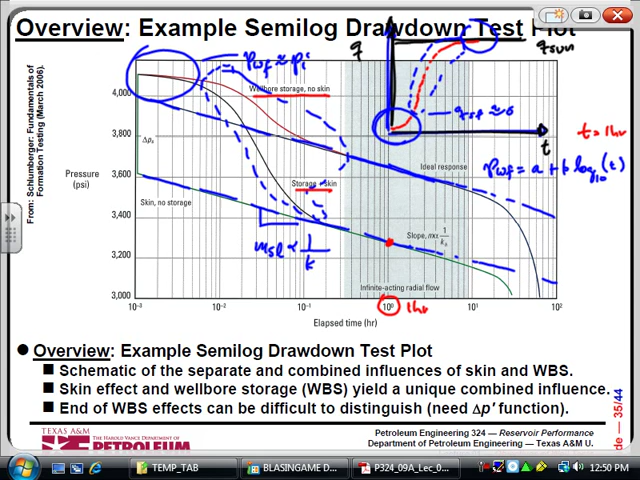 Overview: Example Semilog Drawdown Test Plot
From: Schlumberger: Fundamentals of
Formation Testing (March 2006).
Pwf ≈ Pi
q
qsun
Wellbore storage, no skin
4,000
Δps
3,800
qsf ≈ 0
t
t = 1hr
Ideal response
Pwf = a + b log10(t)
Pressure
(psi)
3,600
Skin, no storage
Storage + skin
3,400
Slope, m ∝ 1/k
msl ∝ 1/k
3,200
Infinite-acting radial flow
3,000
10-3
10-2
10-1
100
1hr
101
102
Elapsed time (hr)
Overview: Example Semilog Drawdown Test Plot
Schematic of the separate and combined influences of skin and WBS.
Skin effect and wellbore storage (WBS) yield a unique combined influence.
End of WBS effects can be difficult to distinguish (need Δp' function).
de — 35/44
TEXAS A&M
THE HAROLD VANCE DEPARTMENT OF
PETROLEUM
Petroleum Engineering 324 — Reservoir Performance
Department of Petroleum Engineering — Texas A&M U.
TEMP_TAB
BLASINGAME D...
P324_09A_Lec_0...
12:50 PM